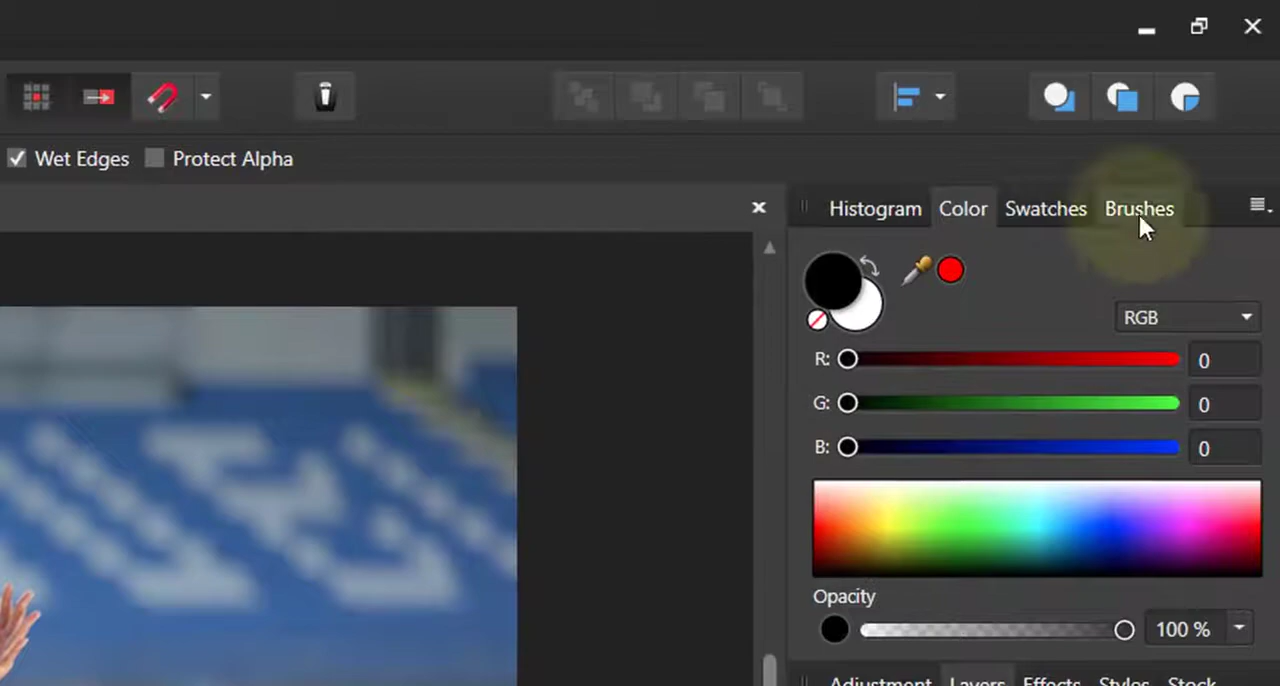 Wet Edges Protect Alpha
Histogram Color Swatches Brushes
RGB
R: 0
G: 0
B: 0
Opacity
100 %
Adjustment Layers Effects Styles Stock